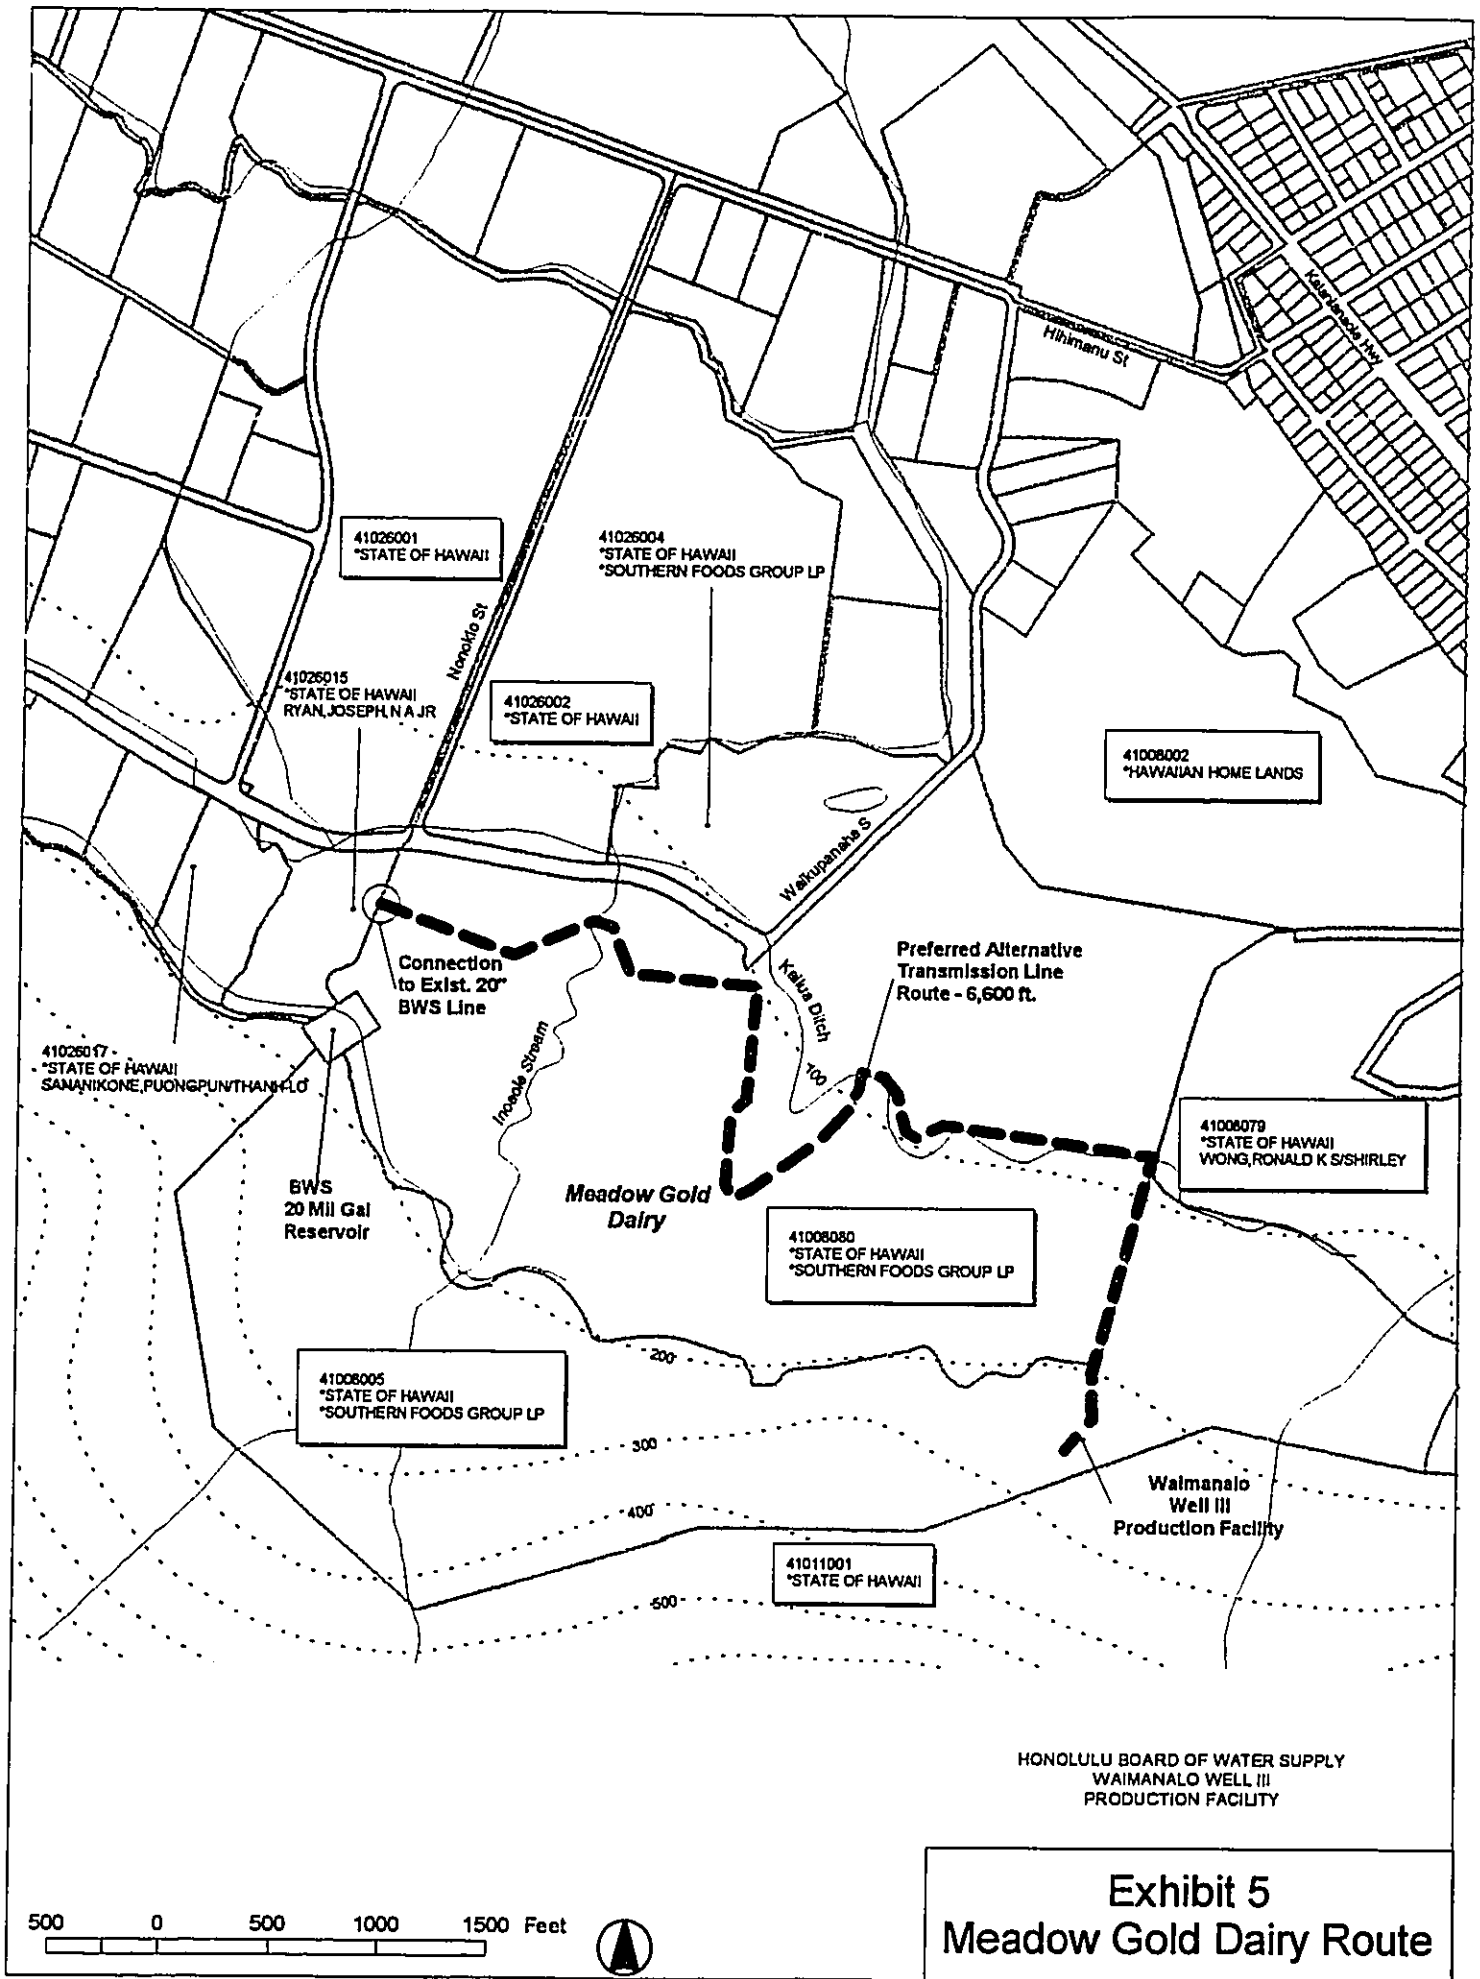 Kalanianaole Hwy
Hihimanu St
41026001
*STATE OF HAWAII
41026004
*STATE OF HAWAII
*SOUTHERN FOODS GROUP LP
Nonokio St
41026015
*STATE OF HAWAII
RYAN,JOSEPH,N A JR
41026002
*STATE OF HAWAII
41008002
*HAWAIIAN HOME LANDS
Waikupanaha S
Connection
to Exist. 20"
BWS Line
Preferred Alternative
Transmission Line
Route - 6,600 ft.
Kailua Ditch
100
Inoaole Stream
41026017
*STATE OF HAWAII
SANANIKONE,PUONGPUN/THANH-LO
41008079
*STATE OF HAWAII
WONG,RONALD K S/SHIRLEY
BWS
20 Mil Gal
Reservoir
Meadow Gold
Dairy
41008080
*STATE OF HAWAII
*SOUTHERN FOODS GROUP LP
200
41008005
*STATE OF HAWAII
*SOUTHERN FOODS GROUP LP
300
Waimanalo
Well III
Production Facility
400
41011001
*STATE OF HAWAII
500
HONOLULU BOARD OF WATER SUPPLY
WAIMANALO WELL III
PRODUCTION FACILITY
Exhibit 5
Meadow Gold Dairy Route
500 0 500 1000 1500 Feet